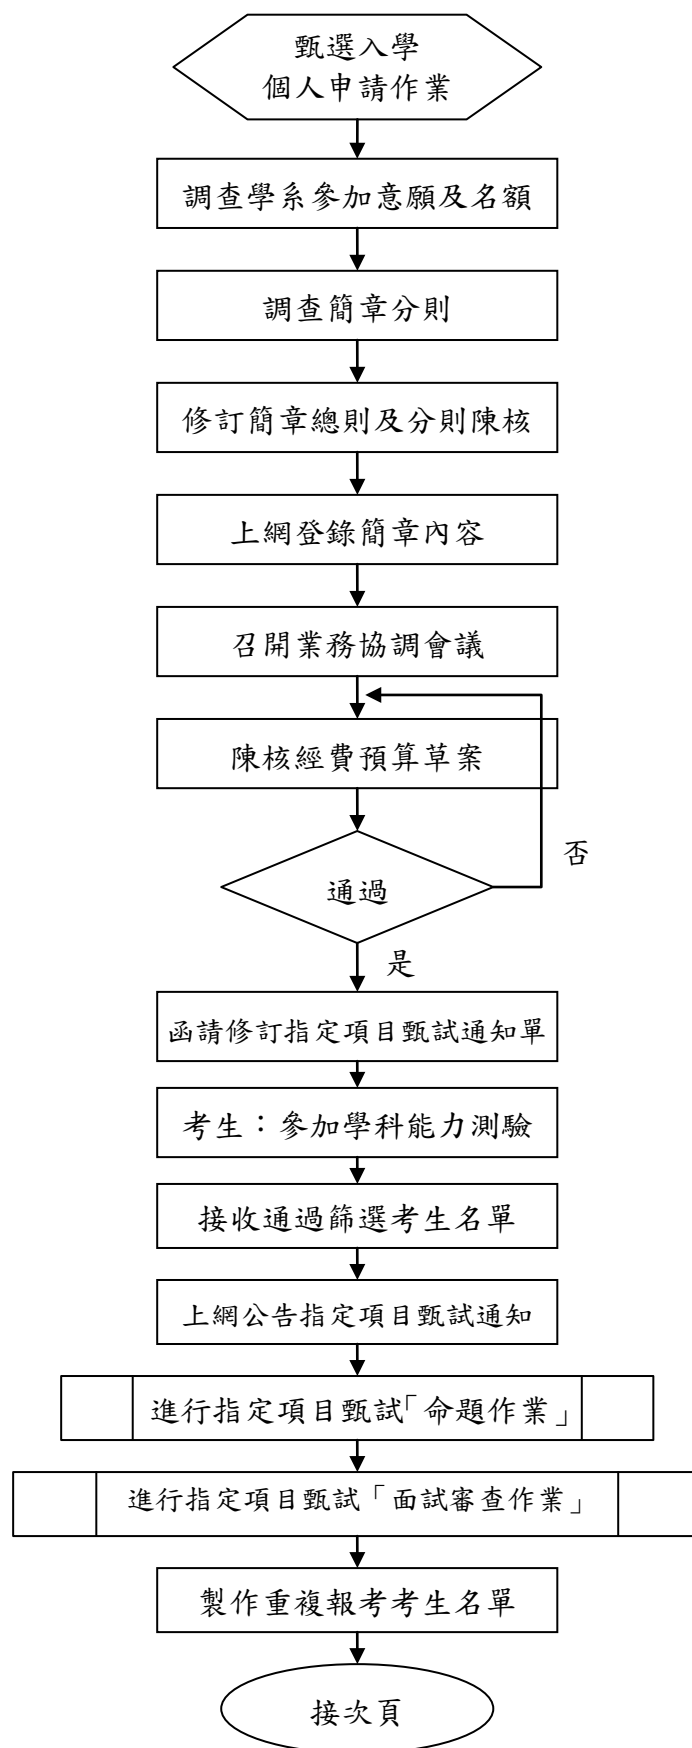 甄選入學
個人申請作業
調查學系參加意願及名額
調查簡章分則
修訂簡章總則及分則陳核
上網登錄簡章內容
召開業務協調會議
陳核經費預算草案
否
通過
是
函請修訂指定項目甄試通知單
考生：參加學科能力測驗
接收通過篩選考生名單
上網公告指定項目甄試通知
進行指定項目甄試「命題作業」
進行指定項目甄試「面試審查作業」
製作重複報考考生名單
接次頁